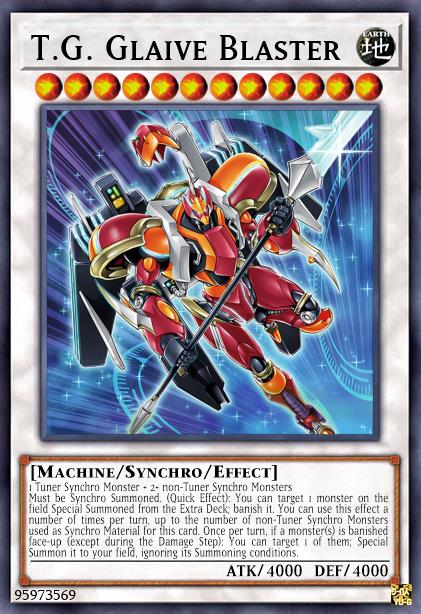 T.G. Glaive Blaster
EARTH
地
[Machine/Synchro/Effect]
1 Tuner Synchro Monster + 2+ non-Tuner Synchro Monsters
Must be Synchro Summoned. (Quick Effect): You can target 1 monster on the
field Special Summoned from the Extra Deck; banish it. You can use this effect a
number of times per turn, up to the number of non-Tuner Synchro Monsters
used as Synchro Material for this card. Once per turn, if a monster(s) is banished
face-up (except during the Damage Step): You can target 1 of them; Special
Summon it to your field, ignoring its Summoning conditions.
ATK/ 4000 DEF/ 4000
95973569